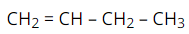 CH₂ = CH – CH₂ – CH₃